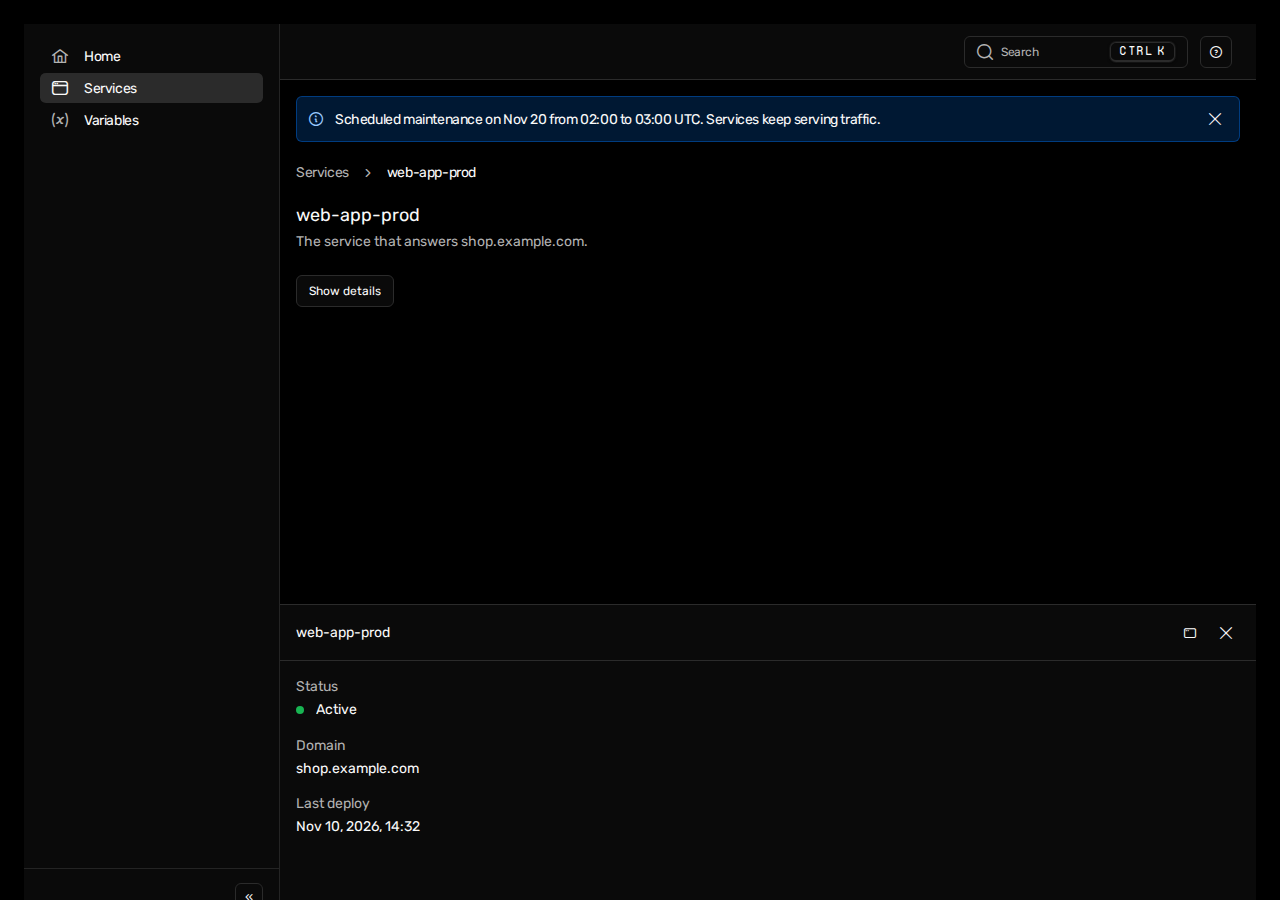 Home
Services
Variables
Search
CTRL K
Scheduled maintenance on Nov 20 from 02:00 to 03:00 UTC. Services keep serving traffic.
Services
web-app-prod
web-app-prod
The service that answers shop.example.com.
Show details
web-app-prod
Status
Active
Domain
shop.example.com
Last deploy
Nov 10, 2026, 14:32